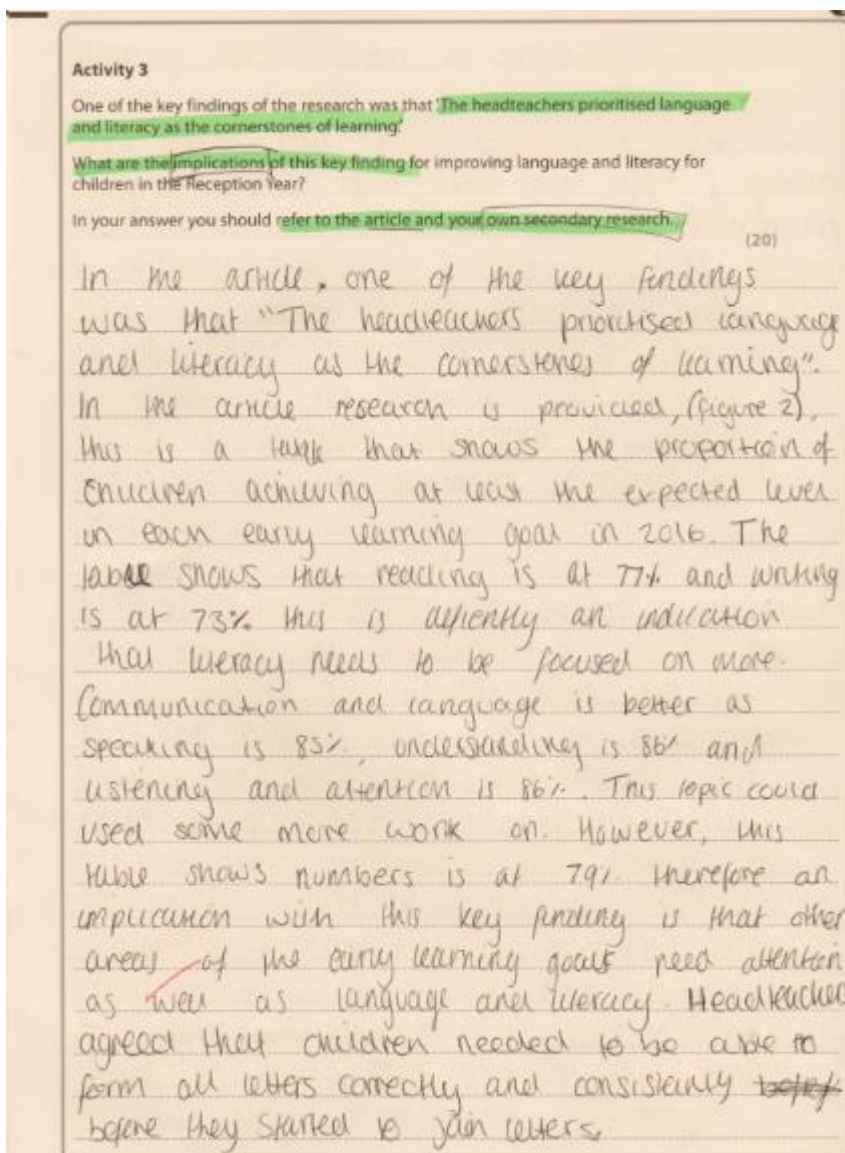 Activity 3
One of the key findings of the research was that 'The headteachers prioritised language
and literacy as the cornerstones of learning.'
What are the implications of this key finding for improving language and literacy for
children in the Reception Year?
In your answer you should refer to the article and your own secondary research.
(20)
In the article, one of the key findings
was that "The headteachers prioritised language
and literacy as the cornerstones of learning".
In the article research is provided, (figure 2),
this is a table that shows the proportion of
children achieving at least the expected level
in each early learning goal in 2016. The
table shows that reading is at 77% and writing
is at 73% this is defiently an indication
that literacy needs to be focused on more.
Communication and language is better as
speaking is 85%, understanding is 86% and
listening and attention is 86%. This topic could
used some more work on. However, this
table shows numbers is at 79% therefore an
implication with this key finding is that other
areas of the early learning goals need attention
as well as language and literacy. Headteacher
agreed they children needed to be able to
form all letters correctly and consistantly
before they started to join letters.